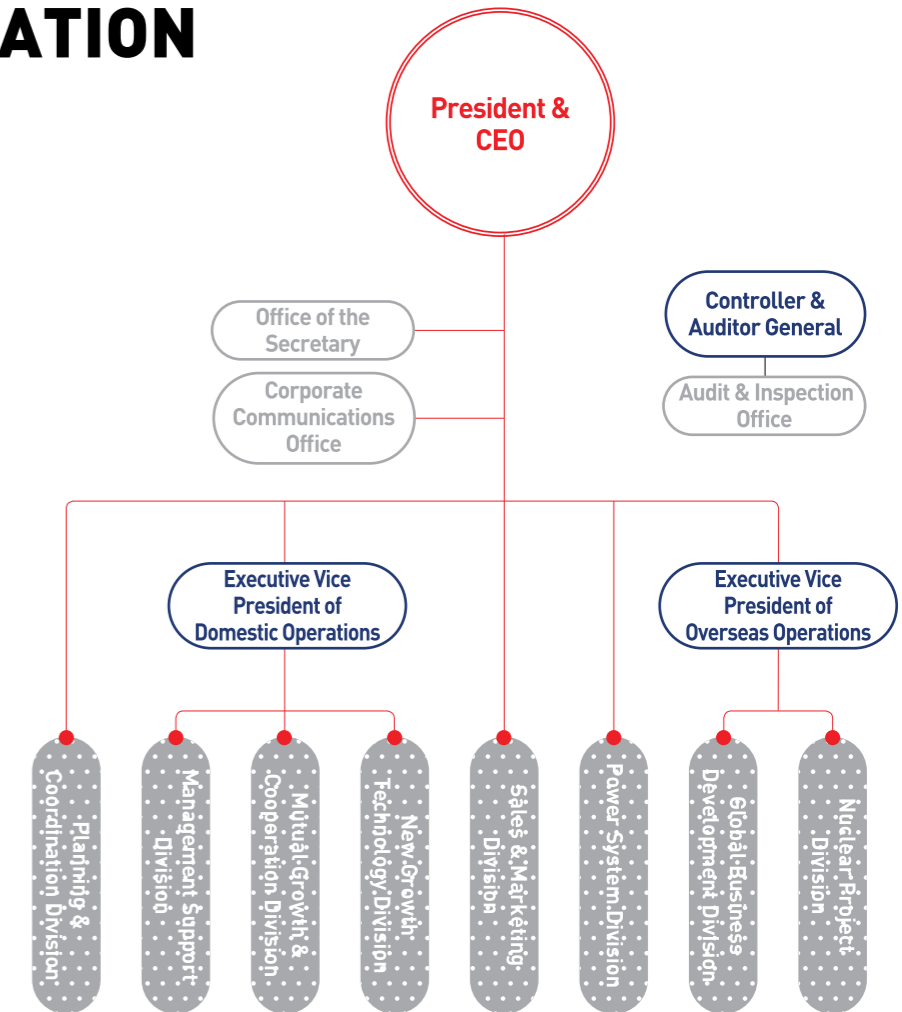 ATION
President &
CEO
Office of the
Secretary
Controller &
Auditor General
Corporate
Communications
Office
Audit & Inspection
Office
Executive Vice
President of
Domestic Operations
Executive Vice
President of
Overseas Operations
Planning &
Coordination Division
Management Support
Division
Mutual Growth &
Cooperation Division
New Growth
Technology Division
Sales & Marketing
Division
Power System Division
Global Business
Development Division
Nuclear Project
Division